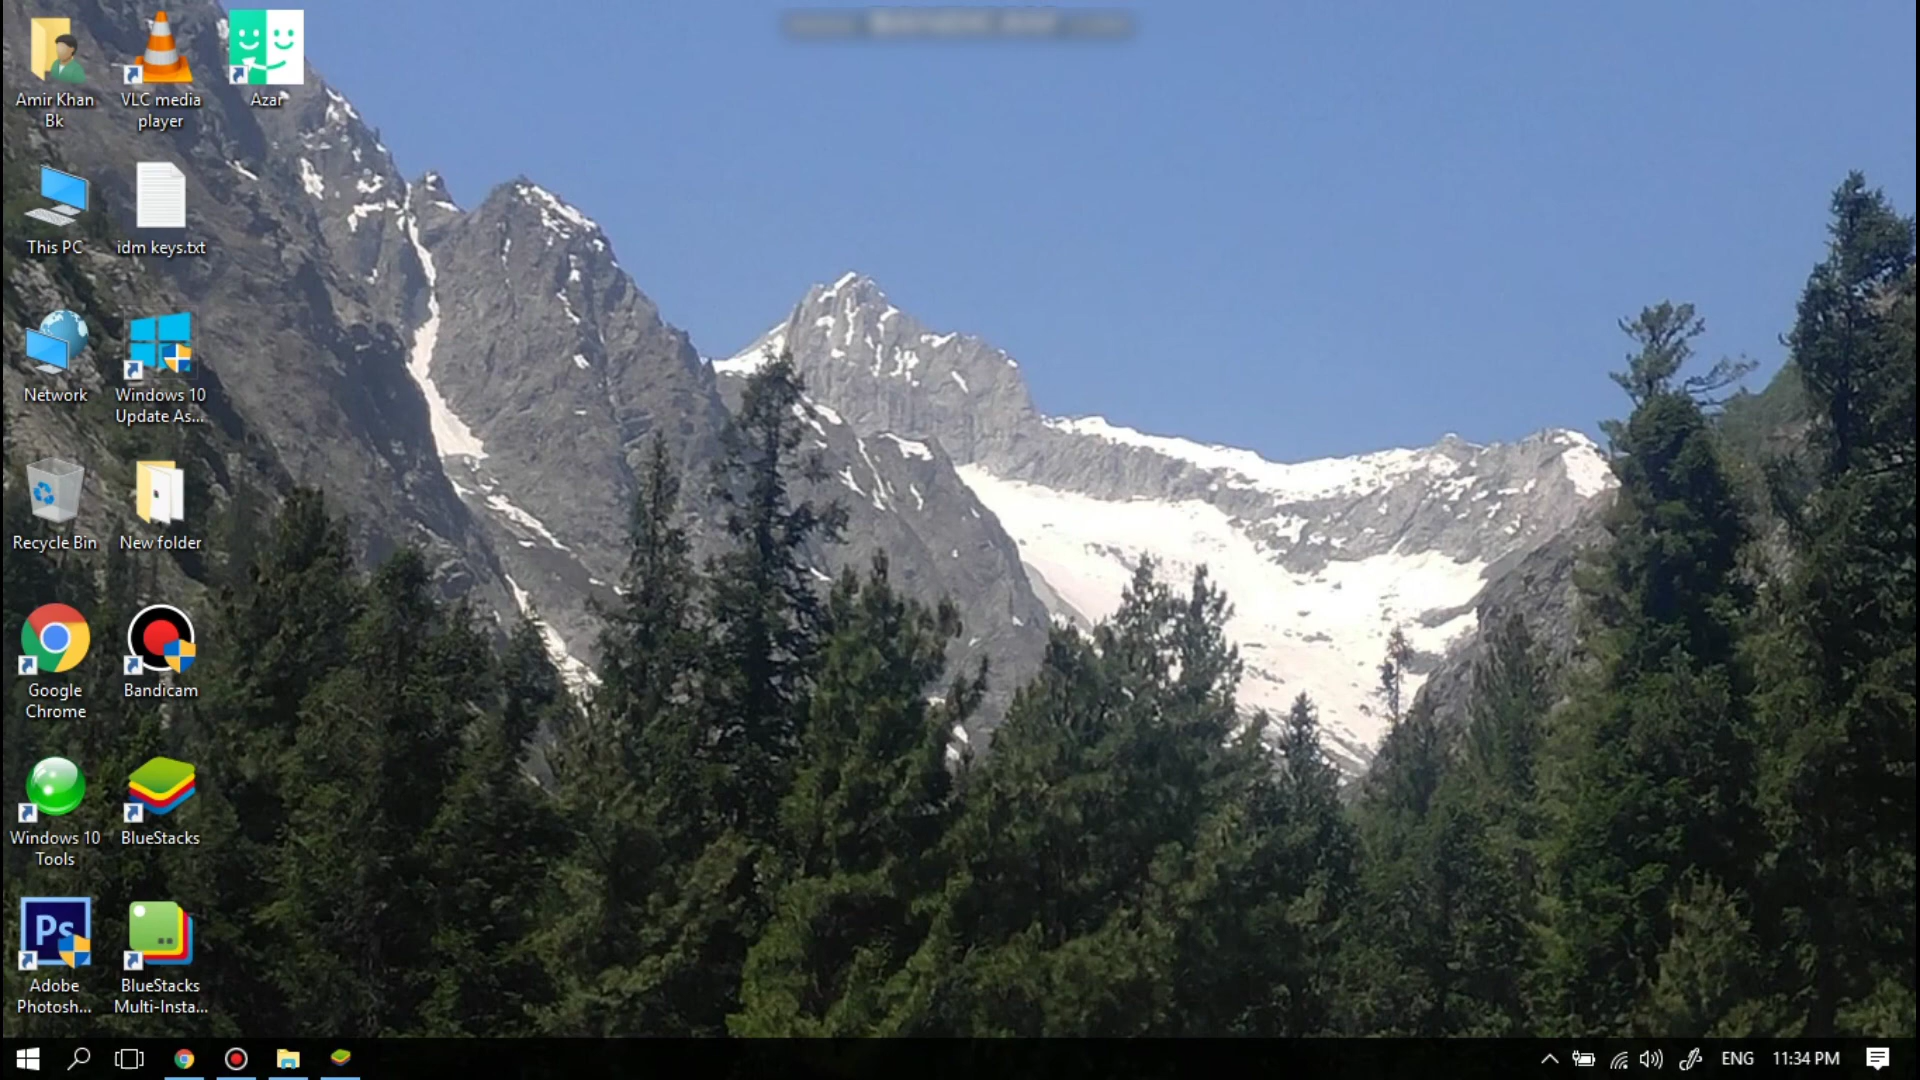 Amir Khan
Bk
VLC media
player
Azar
This PC
idm keys.txt
Network
Windows 10
Update As...
Recycle Bin
New folder
Google
Chrome
Bandicam
Windows 10
Tools
BlueStacks
Ps
Adobe
Photosh...
BlueStacks
Multi-Insta...
ENG
11:34 PM